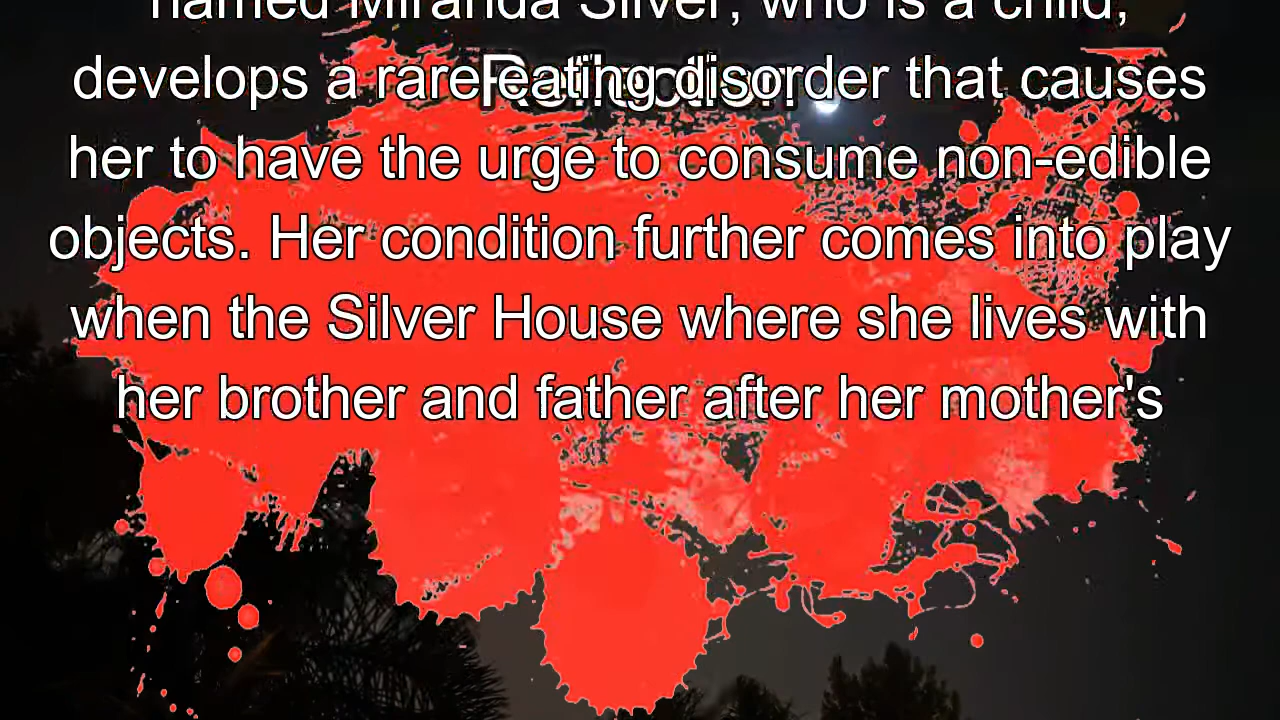 named Miranda Silver, who is a child,
develops a rare eating disorder that causes
her to have the urge to consume non-edible
objects. Her condition further comes into play
when the Silver House where she lives with
her brother and father after her mother's